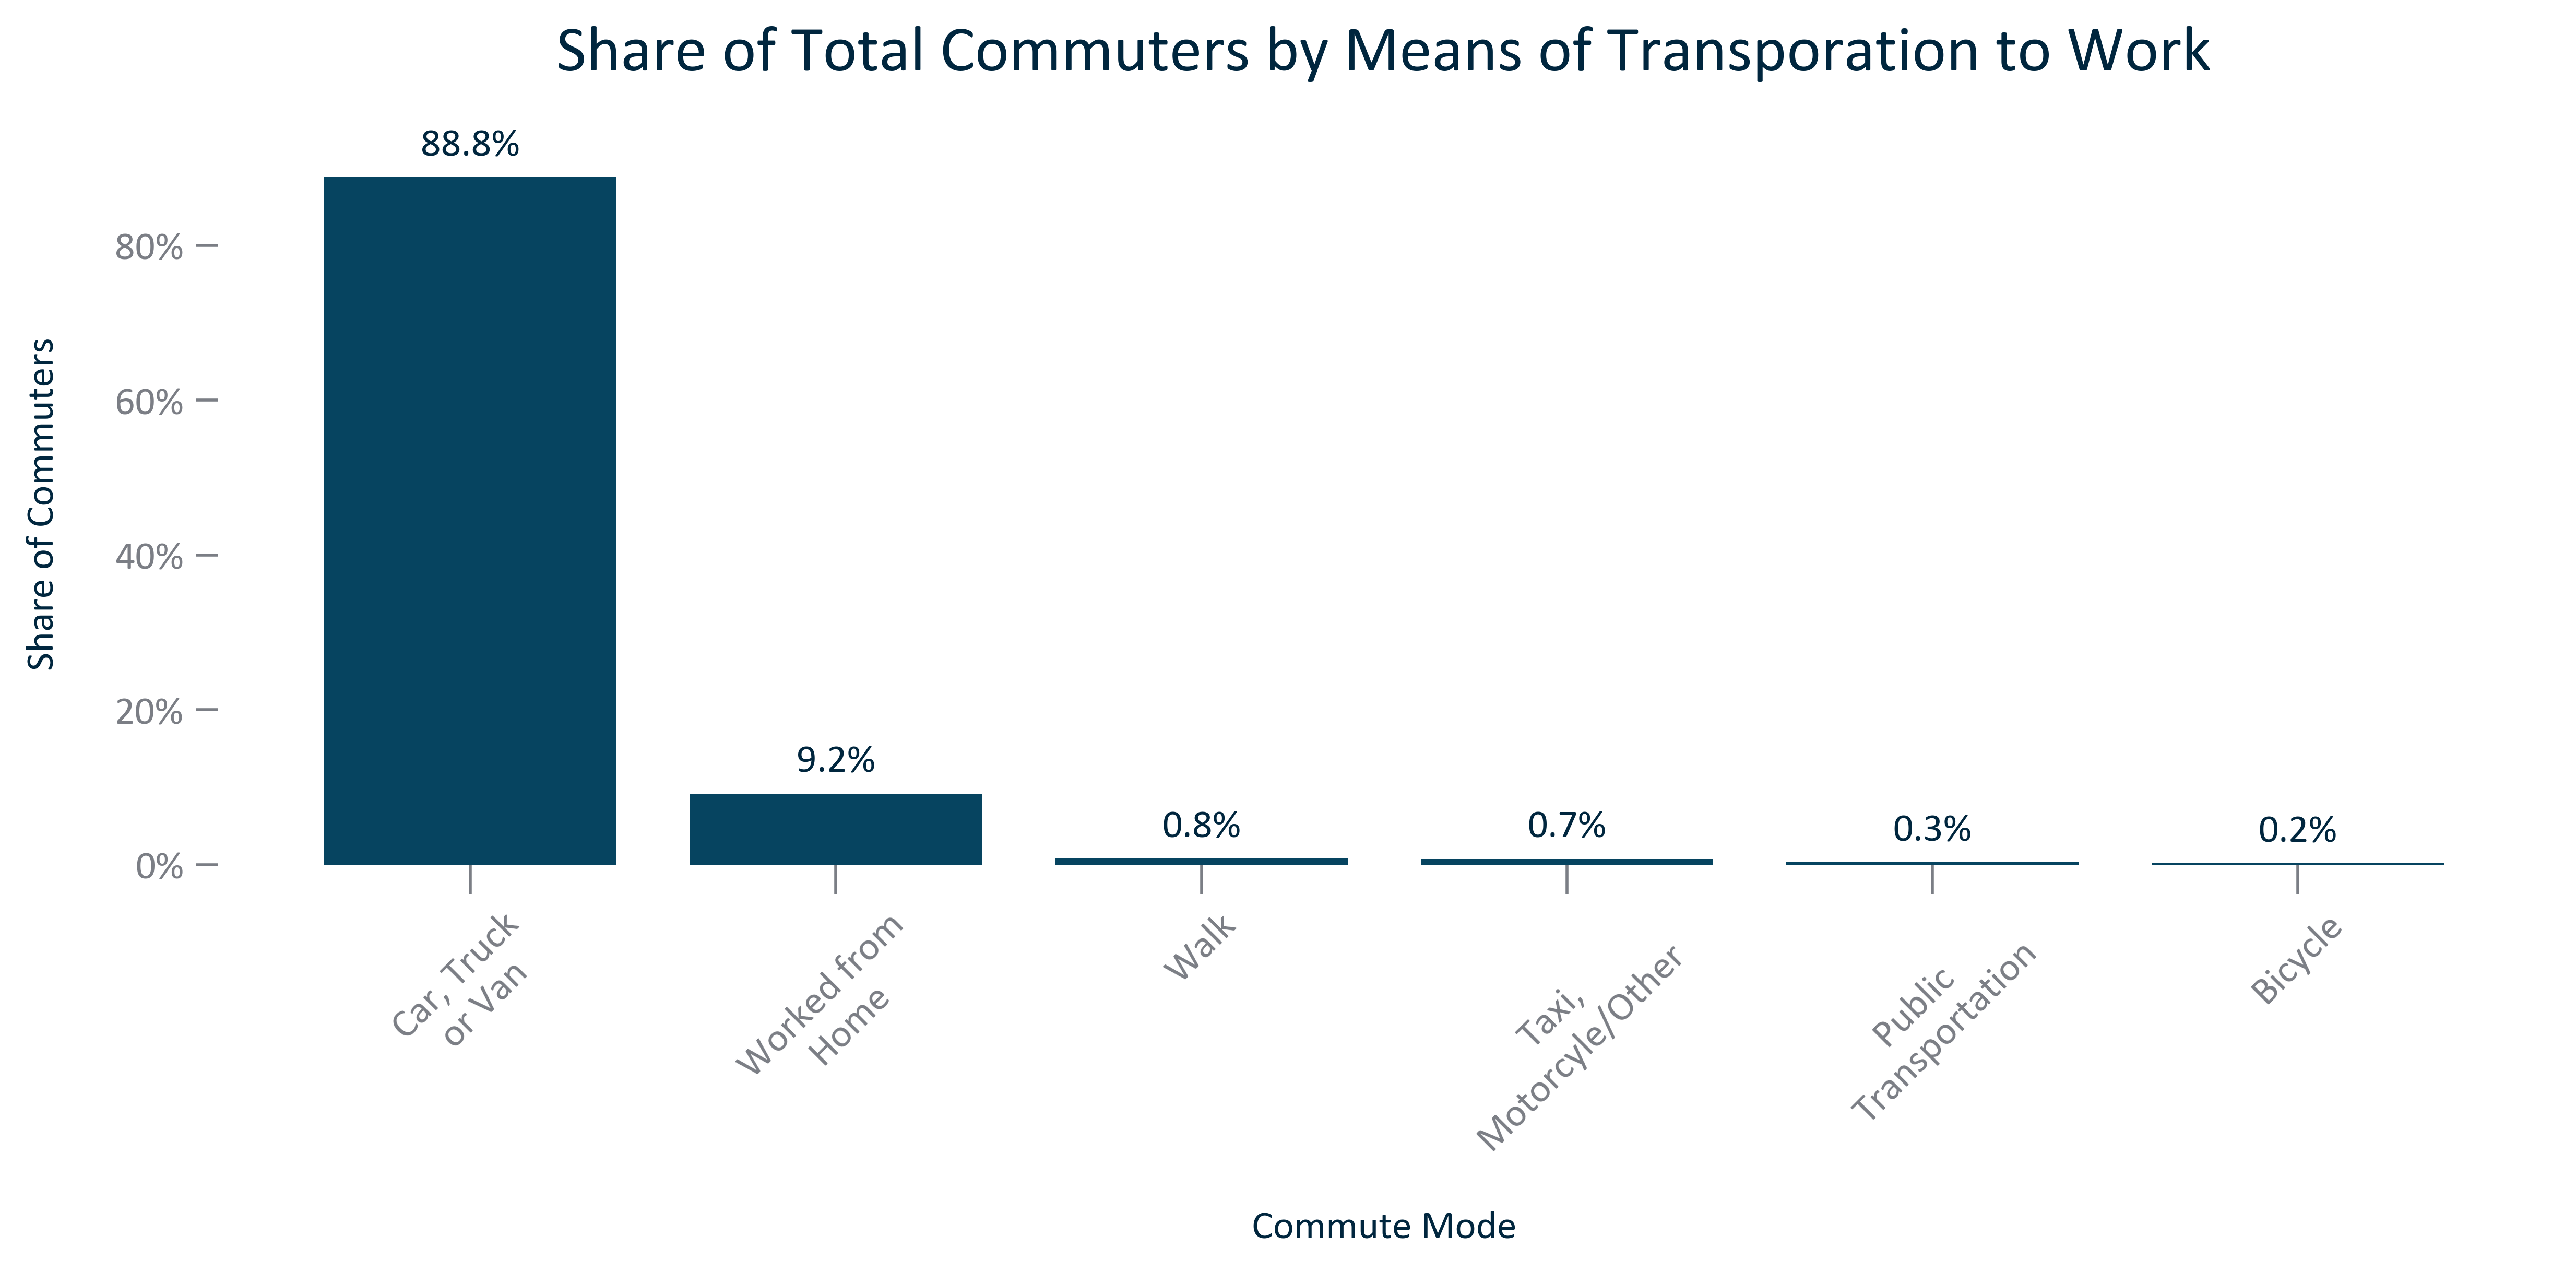 Share of Total Commuters by Means of Transporation to Work
88.8%
80%
60%
Share of Commuters
40%
20%
9.2%
0.8%
0.7%
0.3%
0.2%
0%
Car, Truck
or Van
Worked from
Home
Walk
Taxi,
Motorcyle/Other
Public
Transportation
Bicycle
Commute Mode